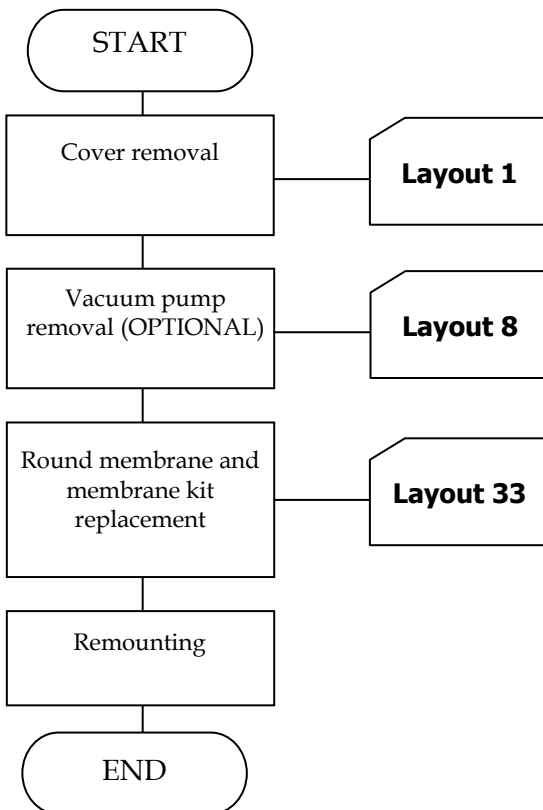 START
Cover removal
Layout 1
Vacuum pump
removal (OPTIONAL)
Layout 8
Round membrane and
membrane kit
replacement
Layout 33
Remounting
END